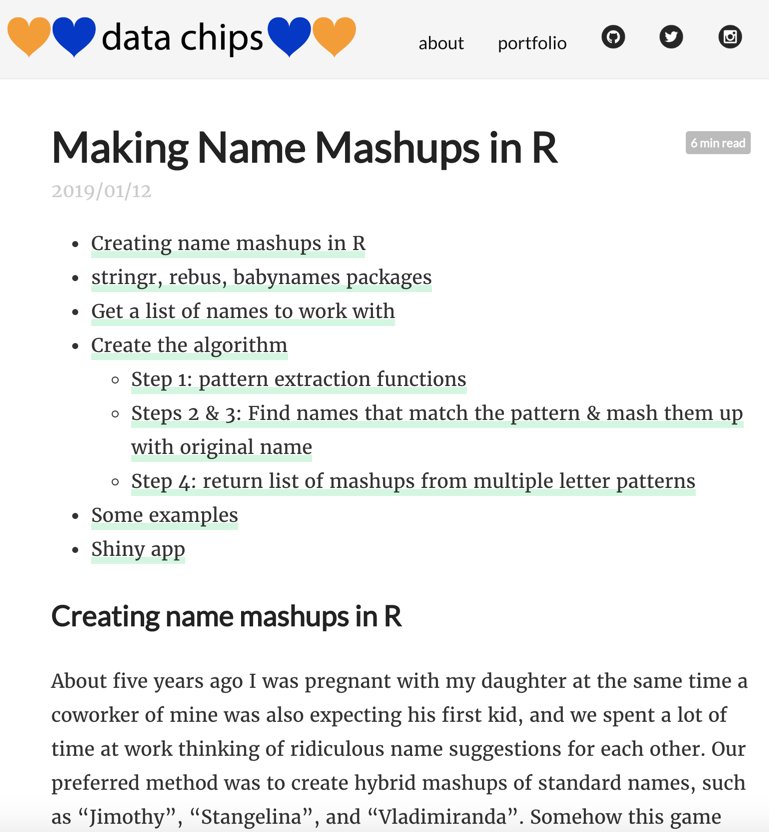 data chips
about portfolio
Making Name Mashups in R
6 min read
2019/01/12
Creating name mashups in R
stringr, rebus, babynames packages
Get a list of names to work with
Create the algorithm
Step 1: pattern extraction functions
Steps 2 & 3: Find names that match the pattern & mash them up
with original name
Step 4: return list of mashups from multiple letter patterns
Some examples
Shiny app
Creating name mashups in R
About five years ago I was pregnant with my daughter at the same time a
coworker of mine was also expecting his first kid, and we spent a lot of
time at work thinking of ridiculous name suggestions for each other. Our
preferred method was to create hybrid mashups of standard names, such
as “Jimothy”, “Stangelina”, and “Vladimiranda”. Somehow this game